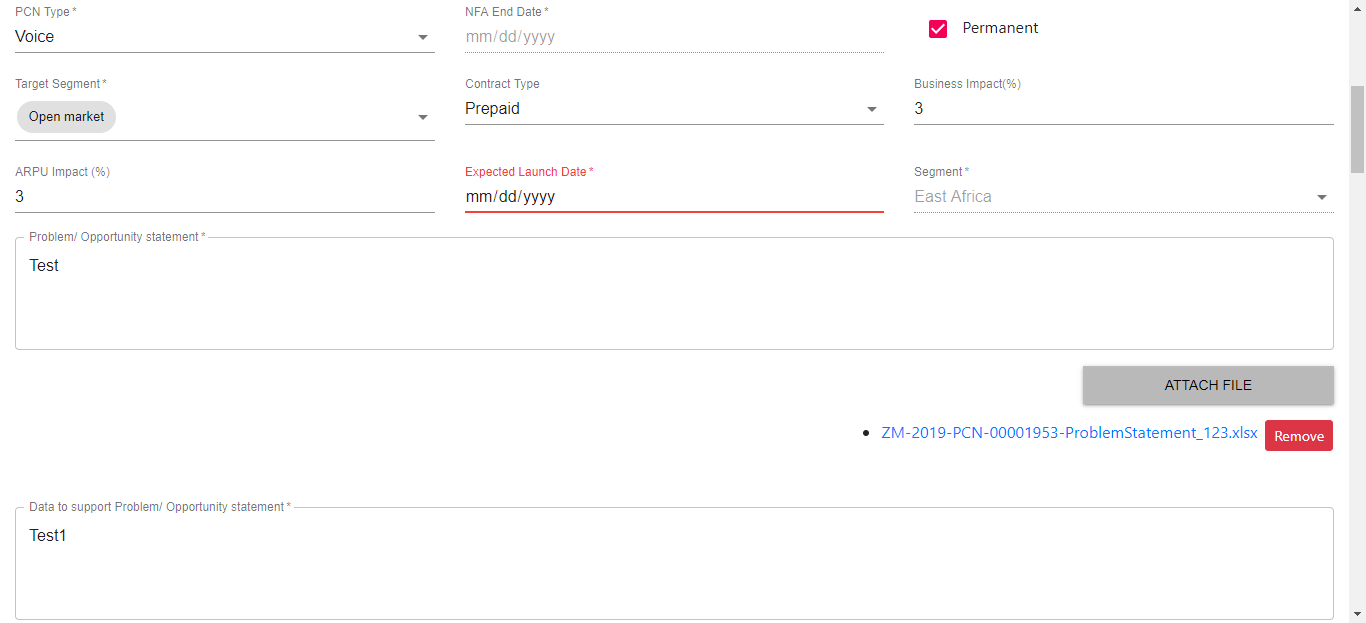 PCN Type *
NFA End Date *
Permanent
Voice
mm/dd/yyyy
Target Segment *
Contract Type
Business Impact(%)
Open market
Prepaid
3
ARPU Impact (%)
Expected Launch Date *
Segment *
3
mm/dd/yyyy
East Africa
Problem/ Opportunity statement *
Test
ATTACH FILE
ZM-2019-PCN-00001953-ProblemStatement_123.xlsx
Remove
Data to support Problem/ Opportunity statement *
Test1